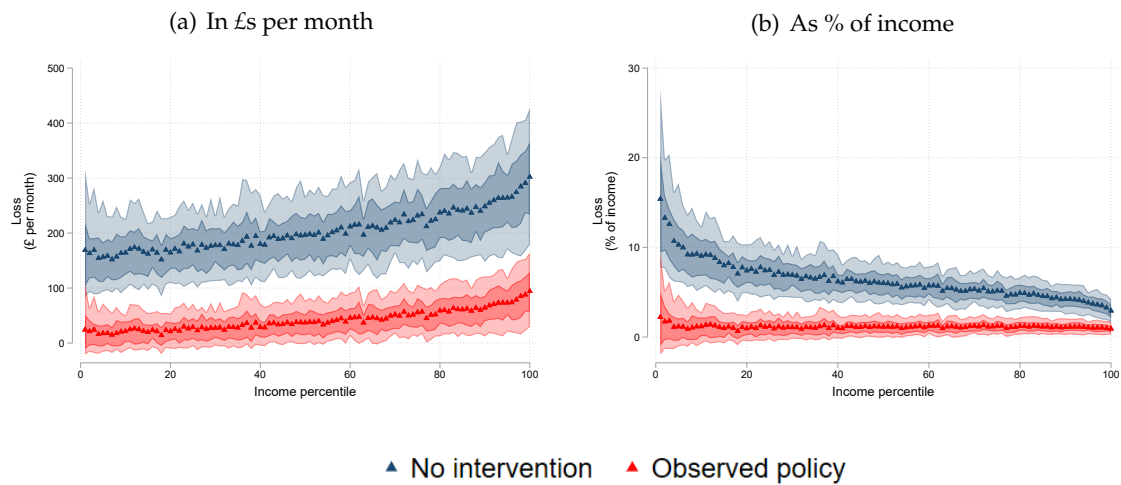 (a) In £s per month
(b) As % of income
500
400
300
200
100
0
Loss
(£ per month)
0 20 40 60 80 100
Income percentile
30
20
10
0
Loss
(% of income)
0 20 40 60 80 100
Income percentile
No intervention Observed policy